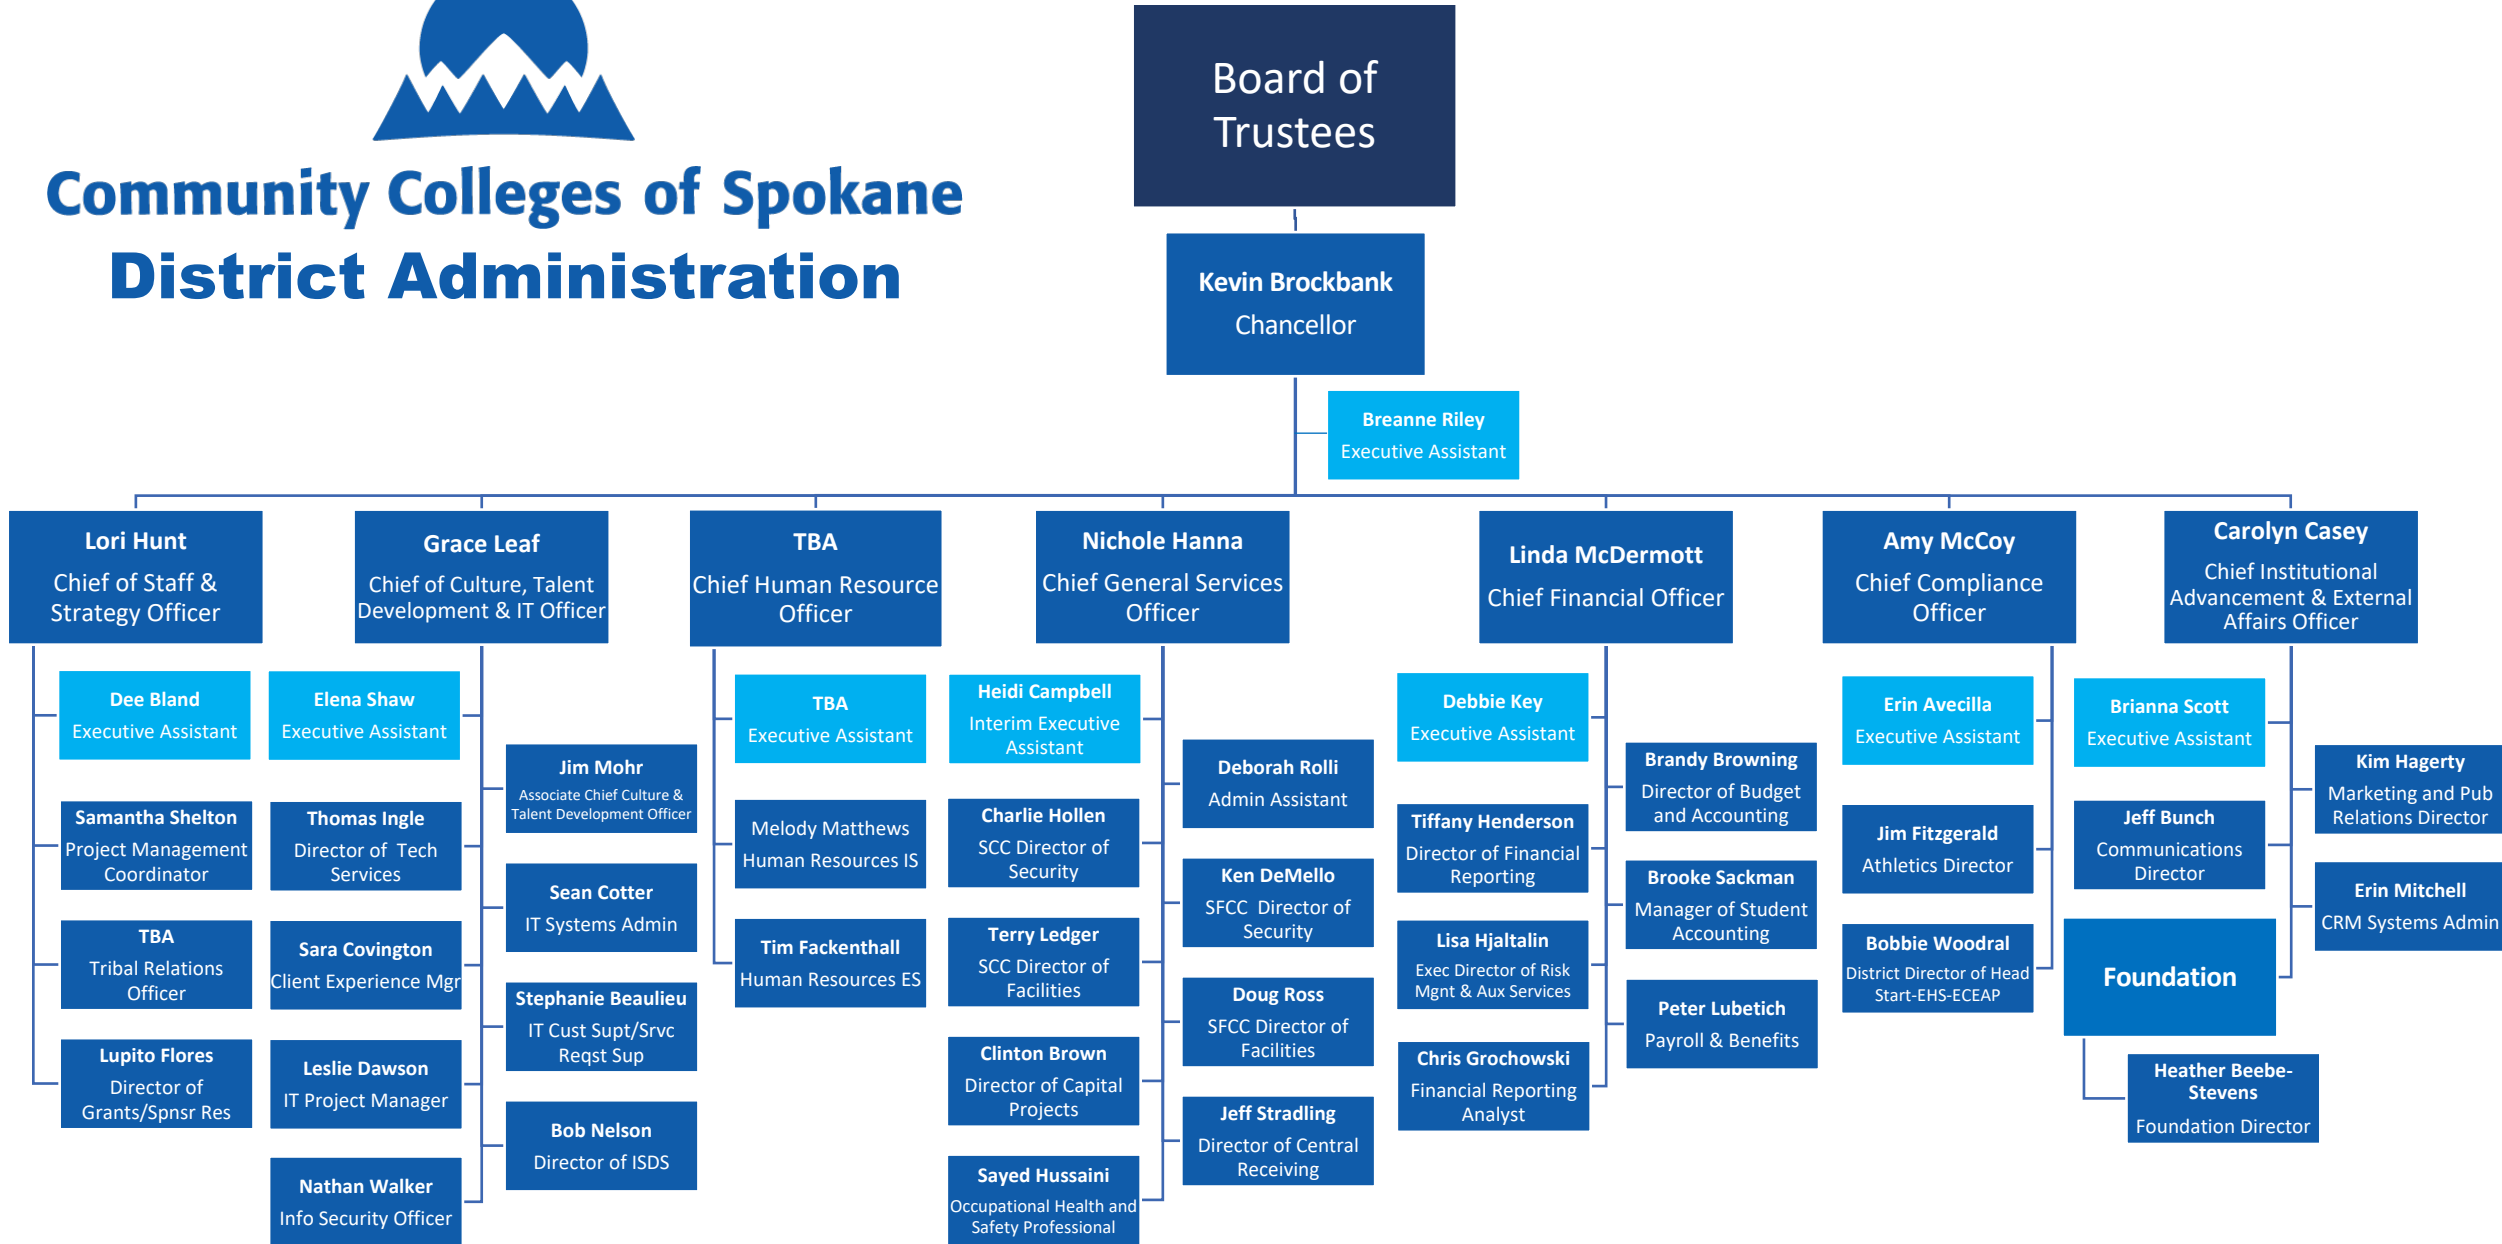 Community Colleges of Spokane
District Administration
Board of
Trustees
Kevin Brockbank
Chancellor
Breanne Riley
Executive Assistant
Lori Hunt
Chief of Staff &
Strategy Officer
Dee Bland
Executive Assistant
Samantha Shelton
Project Management
Coordinator
TBA
Tribal Relations
Officer
Lupito Flores
Director of
Grants/Spnsr Res
Grace Leaf
Chief of Culture, Talent
Development & IT Officer
Elena Shaw
Executive Assistant
Jim Mohr
Associate Chief Culture &
Talent Development Officer
Thomas Ingle
Director of  Tech
Services
Sean Cotter
IT Systems Admin
Sara Covington
Client Experience Mgr
Stephanie Beaulieu
IT Cust Supt/Srvc
Reqst Sup
Leslie Dawson
IT Project Manager
Bob Nelson
Director of ISDS
Nathan Walker
Info Security Officer
TBA
Chief Human Resource
Officer
TBA
Executive Assistant
Melody Matthews
Human Resources IS
Tim Fackenthall
Human Resources ES
Nichole Hanna
Chief General Services
Officer
Heidi Campbell
Interim Executive
Assistant
Deborah Rolli
Admin Assistant
Charlie Hollen
SCC Director of
Security
Ken DeMello
SFCC  Director of
Security
Terry Ledger
SCC Director of
Facilities
Doug Ross
SFCC Director of
Facilities
Clinton Brown
Director of Capital
Projects
Jeff Stradling
Director of Central
Receiving
Sayed Hussaini
Occupational Health and
Safety Professional
Linda McDermott
Chief Financial Officer
Debbie Key
Executive Assistant
Brandy Browning
Director of Budget
and Accounting
Tiffany Henderson
Director of Financial
Reporting
Brooke Sackman
Manager of Student
Accounting
Lisa Hjaltalin
Exec Director of Risk
Mgnt & Aux Services
Peter Lubetich
Payroll & Benefits
Chris Grochowski
Financial Reporting
Analyst
Amy McCoy
Chief Compliance
Officer
Erin Avecilla
Executive Assistant
Jim Fitzgerald
Athletics Director
Bobbie Woodral
District Director of Head
Start-EHS-ECEAP
Carolyn Casey
Chief Institutional
Advancement & External
Affairs Officer
Brianna Scott
Executive Assistant
Kim Hagerty
Marketing and Pub
Relations Director
Jeff Bunch
Communications
Director
Erin Mitchell
CRM Systems Admin
Foundation
Heather Beebe-
Stevens
Foundation Director